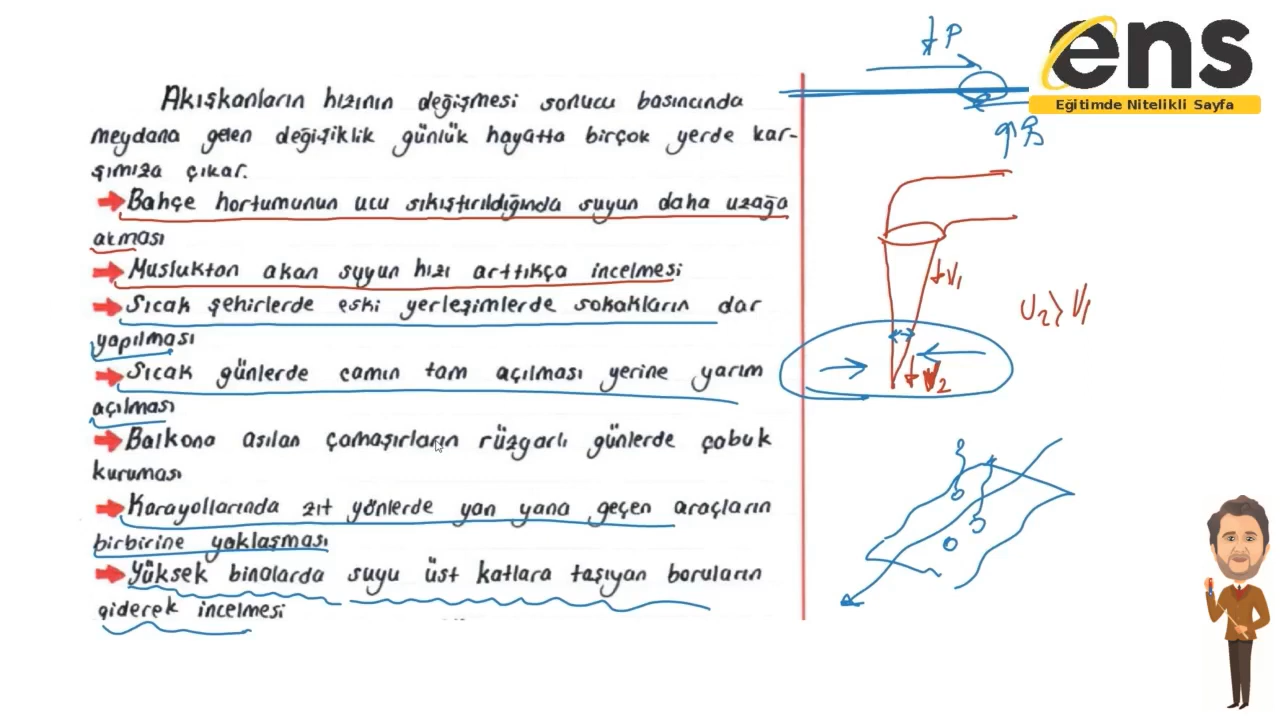 Akışkanların hızının değişmesi sonucu basıncında
meydana gelen değişiklik günlük hayatta birçok yerde kar-
şımıza çıkar.
Bahçe hortumunun ucu sıkıştırıldığında suyun daha uzağa
akması
Musluktan akan suyun hızı arttıkça incelmesi
Sıcak şehirlerde eski yerleşimlerde sokakların dar
yapılması
Sıcak günlerde camın tam açılması yerine yarım
açılması
Balkona asılan çamaşırların rüzgarlı günlerde çabuk
kuruması
Karayollarında zıt yönlerde yan yana geçen araçların
birbirine yaklaşması
Yüksek binalarda suyu üst katlara taşıyan boruların
giderek incelmesi
P
V1
V2
U2 > V1
ens
Eğitimde Nitelikli Sayfa